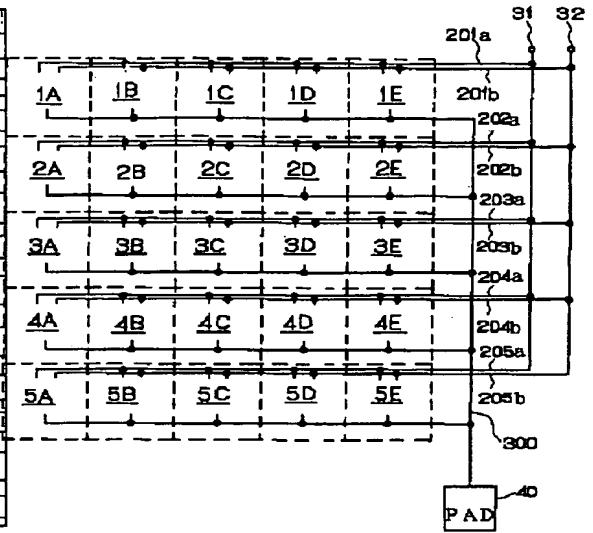 31 32
201a
1A 1B 1C 1D 1E 201b
202a
2A 2B 2C 2D 2E 202b
203a
3A 3B 3C 3D 3E 203b
204a
4A 4B 4C 4D 4E 204b
205a
5A 5B 5C 5D 5E 205b
300
40
PAD